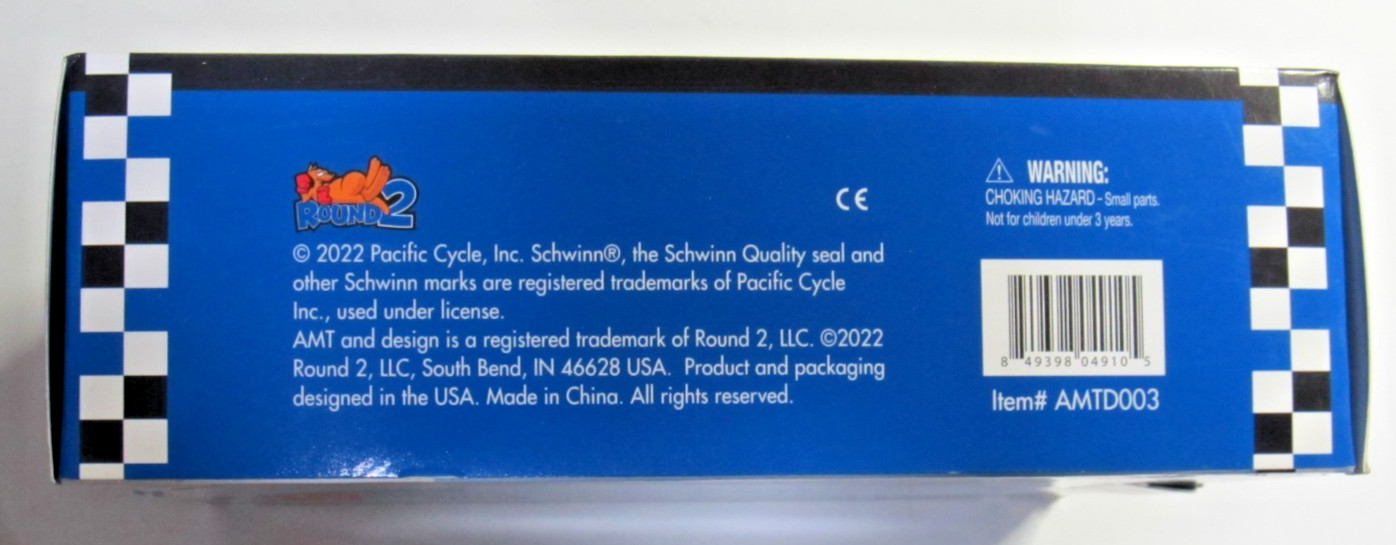 ROUND 2
CE
© 2022 Pacific Cycle, Inc. Schwinn®, the Schwinn Quality seal and
other Schwinn marks are registered trademarks of Pacific Cycle
Inc., used under license.
AMT and design is a registered trademark of Round 2, LLC. ©2022
Round 2, LLC, South Bend, IN 46628 USA. Product and packaging
designed in the USA. Made in China. All rights reserved.
WARNING:
CHOKING HAZARD - Small parts.
Not for children under 3 years.
8 49398 04910 5
Item# AMTD003